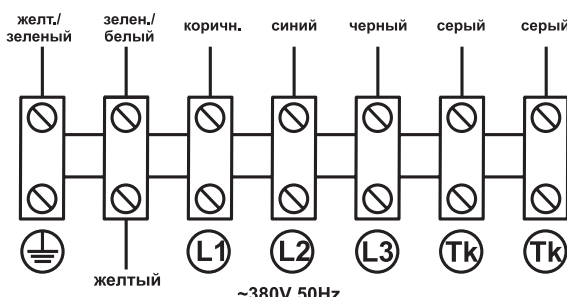 желт./
зеленый
зелен./
белый
коричн.
синий
черный
серый
серый
L1
L2
L3
Tk
Tk
желтый
~380V 50Hz